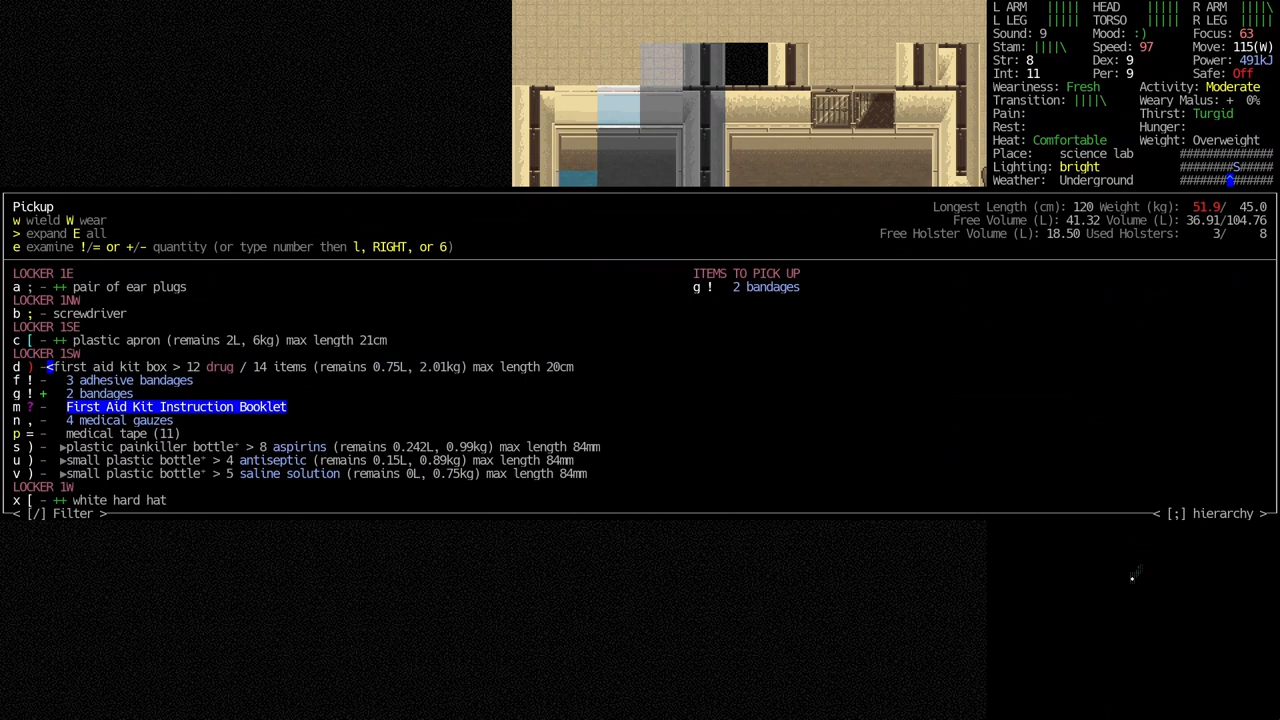 L ARM ||||| HEAD ||||| R ARM ||||\
L LEG ||||| TORSO ||||| R LEG |||||
Sound: 9 Mood: :) Focus: 63
Stam: ||||\ Speed: 97 Move: 115(W)
Str: 8 Dex: 9 Power: 491kJ
Int: 11 Per: 9 Safe: Off
Weariness: Fresh Activity: Moderate
Transition: ||||\ Weary Malus: + 0%
Pain: Thirst: Turgid
Rest: Hunger:
Heat: Comfortable Weight: Overweight
Place: science lab ##############
Lighting: bright ########S#####
Weather: Underground #######^######
Pickup
w wield W wear
> expand E all
e examine !/= or +/- quantity (or type number then l, RIGHT, or 6)
Longest Length (cm): 120 Weight (kg): 51.9/ 45.0
Free Volume (L): 41.32 Volume (L): 36.91/104.76
Free Holster Volume (L): 18.50 Used Holsters: 3/ 8
LOCKER 1E
a ; - ++ pair of ear plugs
LOCKER 1NW
b ; - screwdriver
LOCKER 1SE
c [ - ++ plastic apron (remains 2L, 6kg) max length 21cm
LOCKER 1SW
d ) -<first aid kit box > 12 drug / 14 items (remains 0.75L, 2.01kg) max length 20cm
f ! - 3 adhesive bandages
g ! + 2 bandages
m ? - First Aid Kit Instruction Booklet
n , - 4 medical gauzes
p = - medical tape (11)
s ) - ▶plastic painkiller bottle⁺ > 8 aspirins (remains 0.242L, 0.99kg) max length 84mm
u ) - ▶small plastic bottle⁺ > 4 antiseptic (remains 0.15L, 0.89kg) max length 84mm
v ) - ▶small plastic bottle⁺ > 5 saline solution (remains 0L, 0.75kg) max length 84mm
LOCKER 1W
x [ - ++ white hard hat
ITEMS TO PICK UP
g ! 2 bandages
< [/] Filter >
< [;] hierarchy >